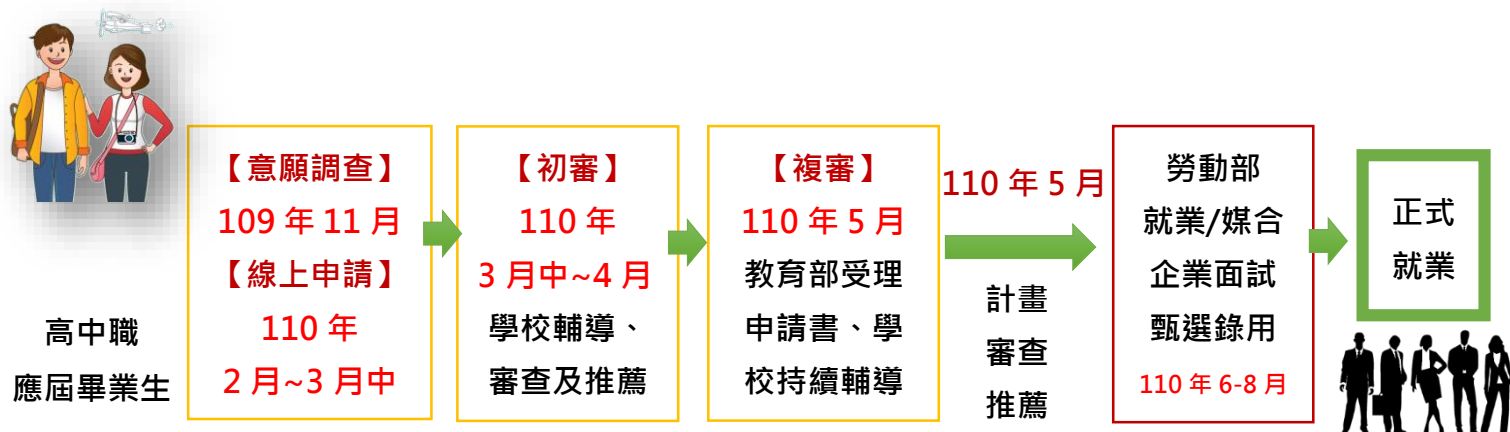 高中職
應屆畢業生
【意願調查】
109 年 11 月
【線上申請】
110 年
2 月~3 月中
【初審】
110 年
3 月中~4 月
學校輔導、
審查及推薦
【複審】
110 年 5 月
教育部受理
申請書、學
校持續輔導
110 年 5 月
計畫
審查
推薦
勞動部
就業/媒合
企業面試
甄選錄用
110 年 6-8 月
正式
就業